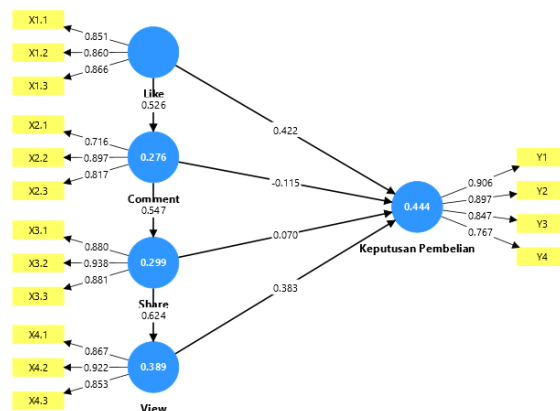 X1.1
0.851
X1.2
0.860
X1.3
0.866
Like
0.526
0.422
X2.1
0.716
X2.2
0.897
X2.3
0.817
0.276
Comment
0.547
-0.115
X3.1
0.880
X3.2
0.938
X3.3
0.881
0.299
Share
0.624
0.070
X4.1
0.867
X4.2
0.922
X4.3
0.853
0.389
View
0.383
0.444
Keputusan Pembelian
Y1
0.906
Y2
0.897
Y3
0.847
Y4
0.767